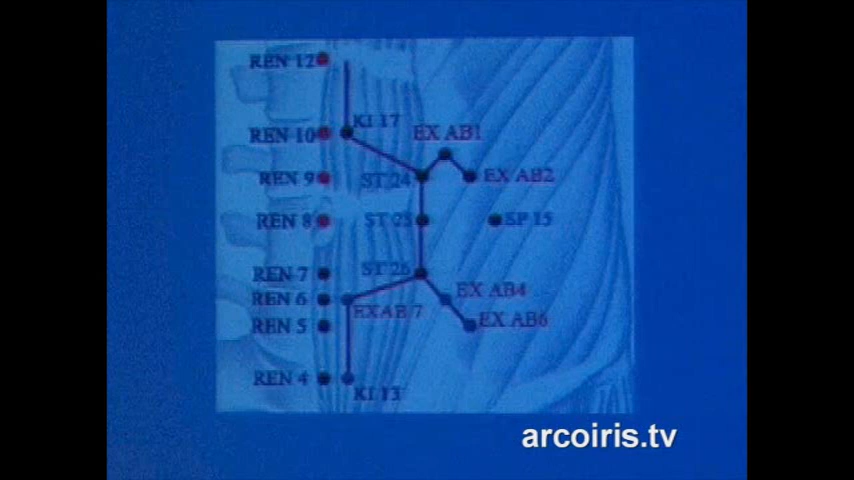 REN 12
KI 17
EX AB1
REN 10
REN 9
ST 24
EX AB2
REN 8
ST 25
SP 15
REN 7
ST 26
REN 6
EXAB 7
EX AB4
REN 5
EX AB6
REN 4
KI 13
arcoiris.tv